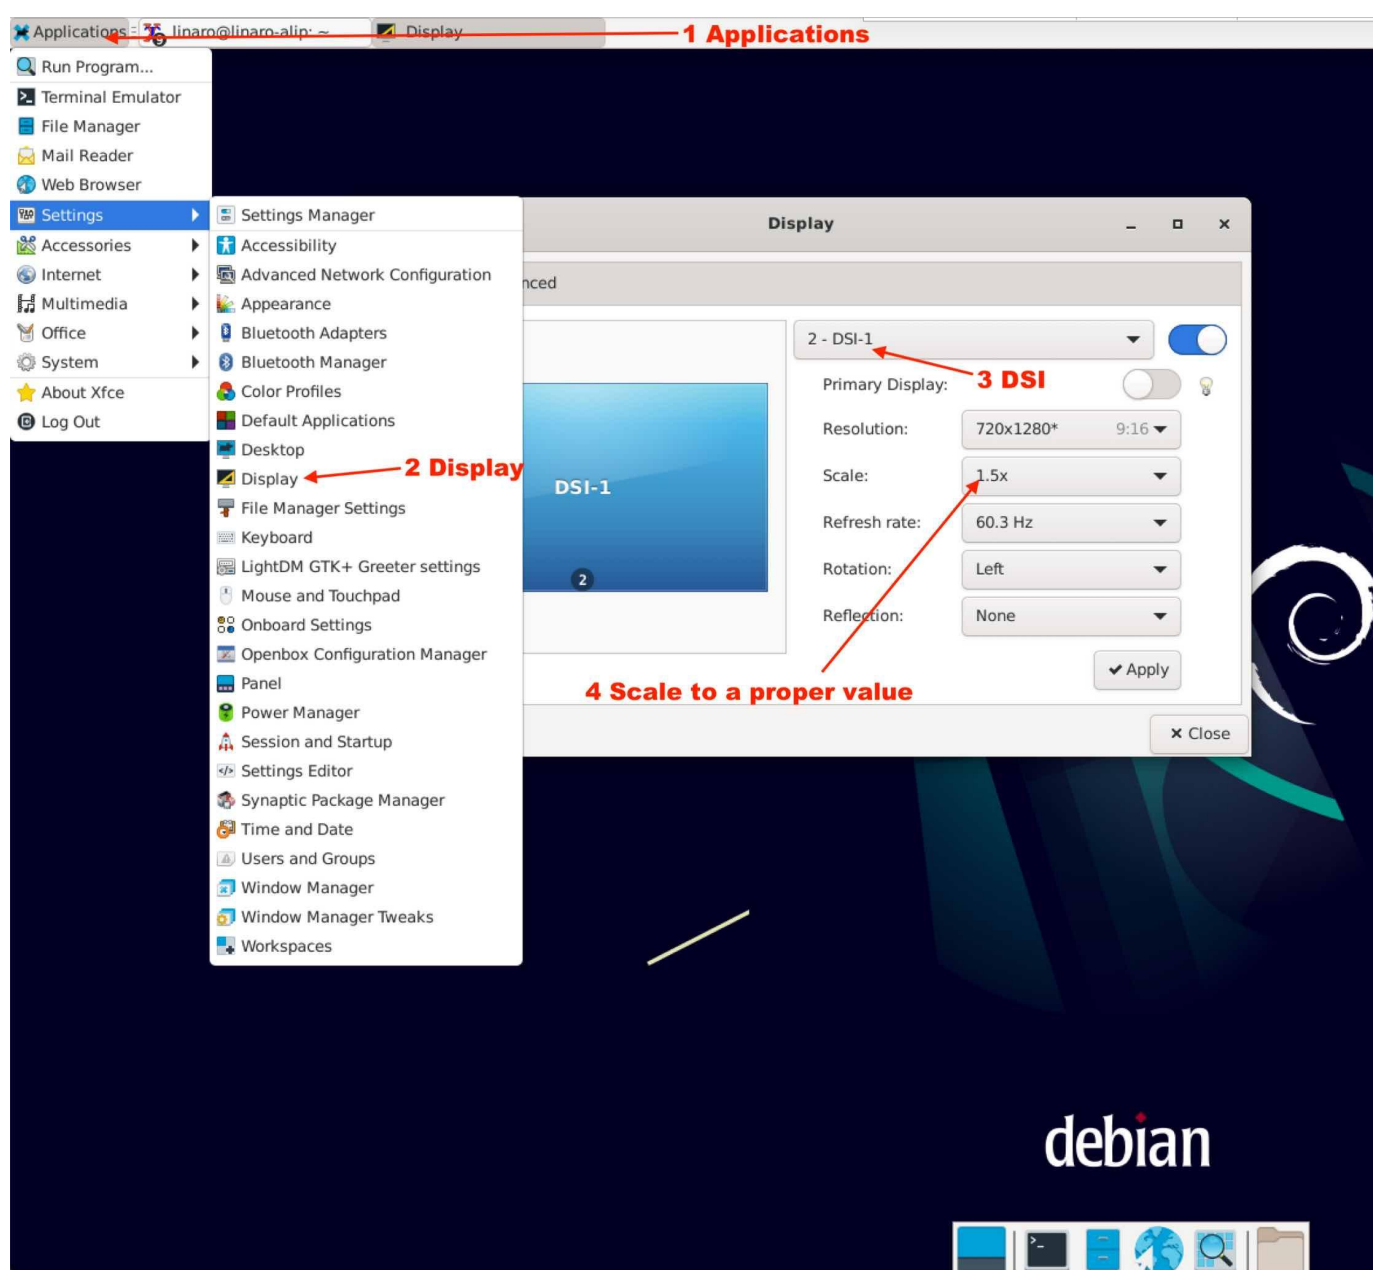 Applications
linaro@linaro-alip: ~
Display
1 Applications
Run Program...
Terminal Emulator
File Manager
Mail Reader
Web Browser
Settings
Accessories
Internet
Multimedia
Office
System
About Xfce
Log Out
Settings Manager
Accessibility
Advanced Network Configuration
Appearance
Bluetooth Adapters
Bluetooth Manager
Color Profiles
Default Applications
Desktop
Display
2 Display
File Manager Settings
Keyboard
LightDM GTK+ Greeter settings
Mouse and Touchpad
Onboard Settings
Openbox Configuration Manager
Panel
Power Manager
Session and Startup
Settings Editor
Synaptic Package Manager
Time and Date
Users and Groups
Window Manager
Window Manager Tweaks
Workspaces
Display
nced
DSI-1
2
2 - DSI-1
3 DSI
Primary Display:
Resolution: 720x1280* 9:16
Scale: 1.5x
Refresh rate: 60.3 Hz
Rotation: Left
Reflection: None
Apply
4 Scale to a proper value
Close
debian